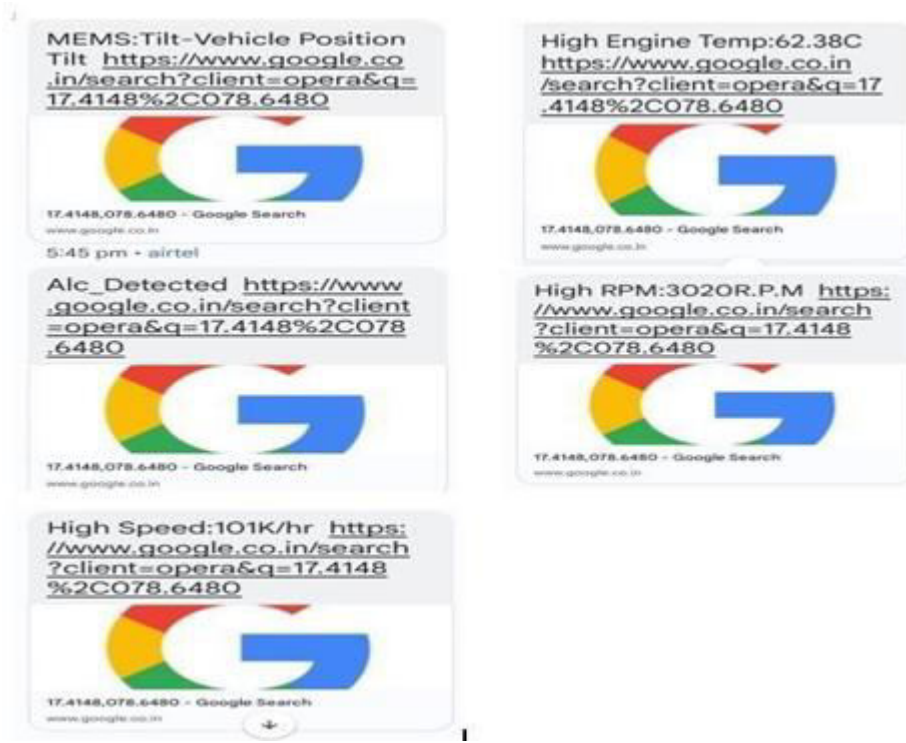 MEMS:Tilt-Vehicle Position
Tilt https://www.google.co
.in/search?client=opera&q=
17.4148%2C078.6480
17.4148,078.6480 - Google Search
www.google.co.in
5:45 pm • airtel
High Engine Temp:62.38C
https://www.google.co.in
/search?client=opera&q=17
.4148%2C078.6480
17.4148,078.6480 - Google Search
www.google.co.in
Alc_Detected https://www
.google.co.in/search?client
=opera&q=17.4148%2C078
.6480
17.4148,078.6480 - Google Search
www.google.co.in
High RPM:3020R.P.M https:
//www.google.co.in/search
?client=opera&q=17.4148
%2C078.6480
17.4148,078.6480 - Google Search
www.google.co.in
High Speed:101K/hr https:
//www.google.co.in/search
?client=opera&q=17.4148
%2C078.6480
17.4148,078.6480 - Google Search
www.google.co.in